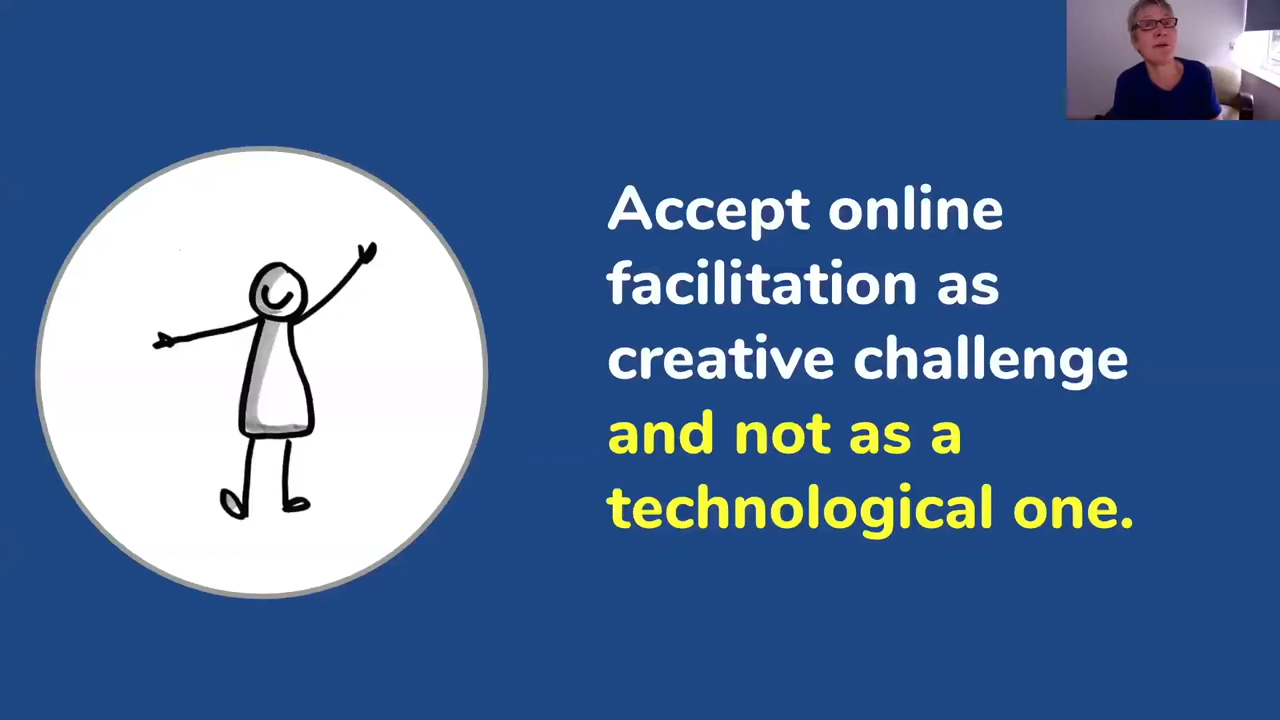 Accept online
facilitation as
creative challenge
and not as a
technological one.